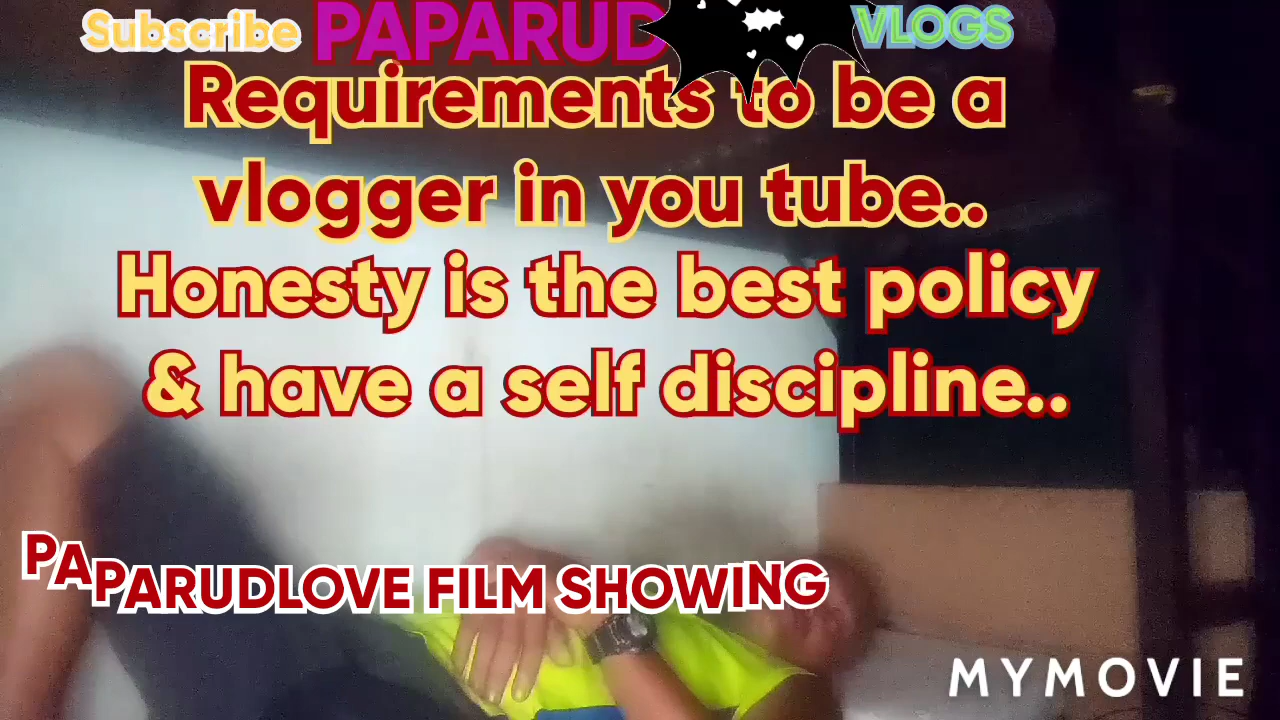 Subscribe PAPARUD VLOGS
Requirements to be a
vlogger in you tube..
Honesty is the best policy
& have a self discipline..
PAPARUDLOVE FILM SHOWING
MYMOVIE